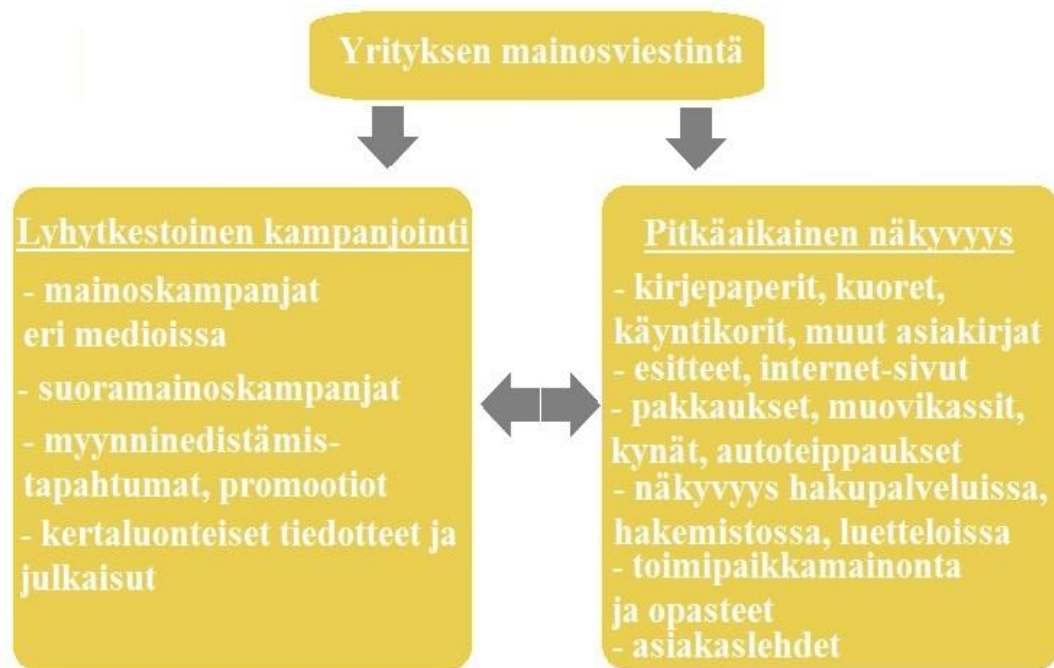 Yrityksen mainosviestintä
Lyhytkestoinen kampanjointi
- mainoskampanjat
eri medioissa
- suoramainoskampanjat
- myynninedistämis-
tapahtumat, promootiot
- kertaluonteiset tiedotteet ja
julkaisut
Pitkäaikainen näkyvyys
- kirjepaperit, kuoret,
käyntikorit, muut asiakirjat
- esitteet, internet-sivut
- pakkaukset, muovikassit,
kynät, autoteippaukset
- näkyvyys hakupalveluissa,
hakemistossa, luetteloissa
- toimipaikkamainonta
ja opasteet
- asiakaslehdet